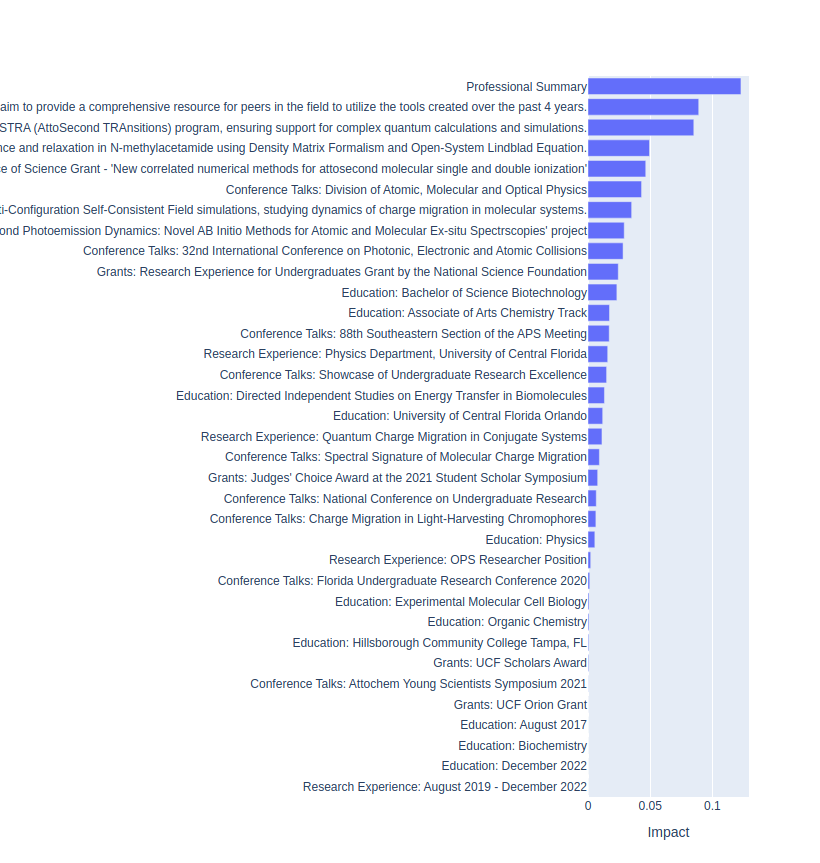 Professional Summary
aim to provide a comprehensive resource for peers in the field to utilize the tools created over the past 4 years.
STRA (AttoSecond TRAnsitions) program, ensuring support for complex quantum calculations and simulations.
nce and relaxation in N-methylacetamide using Density Matrix Formalism and Open-System Lindblad Equation.
ce of Science Grant - 'New correlated numerical methods for attosecond molecular single and double ionization'
Conference Talks: Division of Atomic, Molecular and Optical Physics
ti-Configuration Self-Consistent Field simulations, studying dynamics of charge migration in molecular systems.
ond Photoemission Dynamics: Novel AB Initio Methods for Atomic and Molecular Ex-situ Spectrscopies' project
Conference Talks: 32nd International Conference on Photonic, Electronic and Atomic Collisions
Grants: Research Experience for Undergraduates Grant by the National Science Foundation
Education: Bachelor of Science Biotechnology
Education: Associate of Arts Chemistry Track
Conference Talks: 88th Southeastern Section of the APS Meeting
Research Experience: Physics Department, University of Central Florida
Conference Talks: Showcase of Undergraduate Research Excellence
Education: Directed Independent Studies on Energy Transfer in Biomolecules
Education: University of Central Florida Orlando
Research Experience: Quantum Charge Migration in Conjugate Systems
Conference Talks: Spectral Signature of Molecular Charge Migration
Grants: Judges' Choice Award at the 2021 Student Scholar Symposium
Conference Talks: National Conference on Undergraduate Research
Conference Talks: Charge Migration in Light-Harvesting Chromophores
Education: Physics
Research Experience: OPS Researcher Position
Conference Talks: Florida Undergraduate Research Conference 2020
Education: Experimental Molecular Cell Biology
Education: Organic Chemistry
Education: Hillsborough Community College Tampa, FL
Grants: UCF Scholars Award
Conference Talks: Attochem Young Scientists Symposium 2021
Grants: UCF Orion Grant
Education: August 2017
Education: Biochemistry
Education: December 2022
Research Experience: August 2019 - December 2022
0 0.05 0.1
Impact